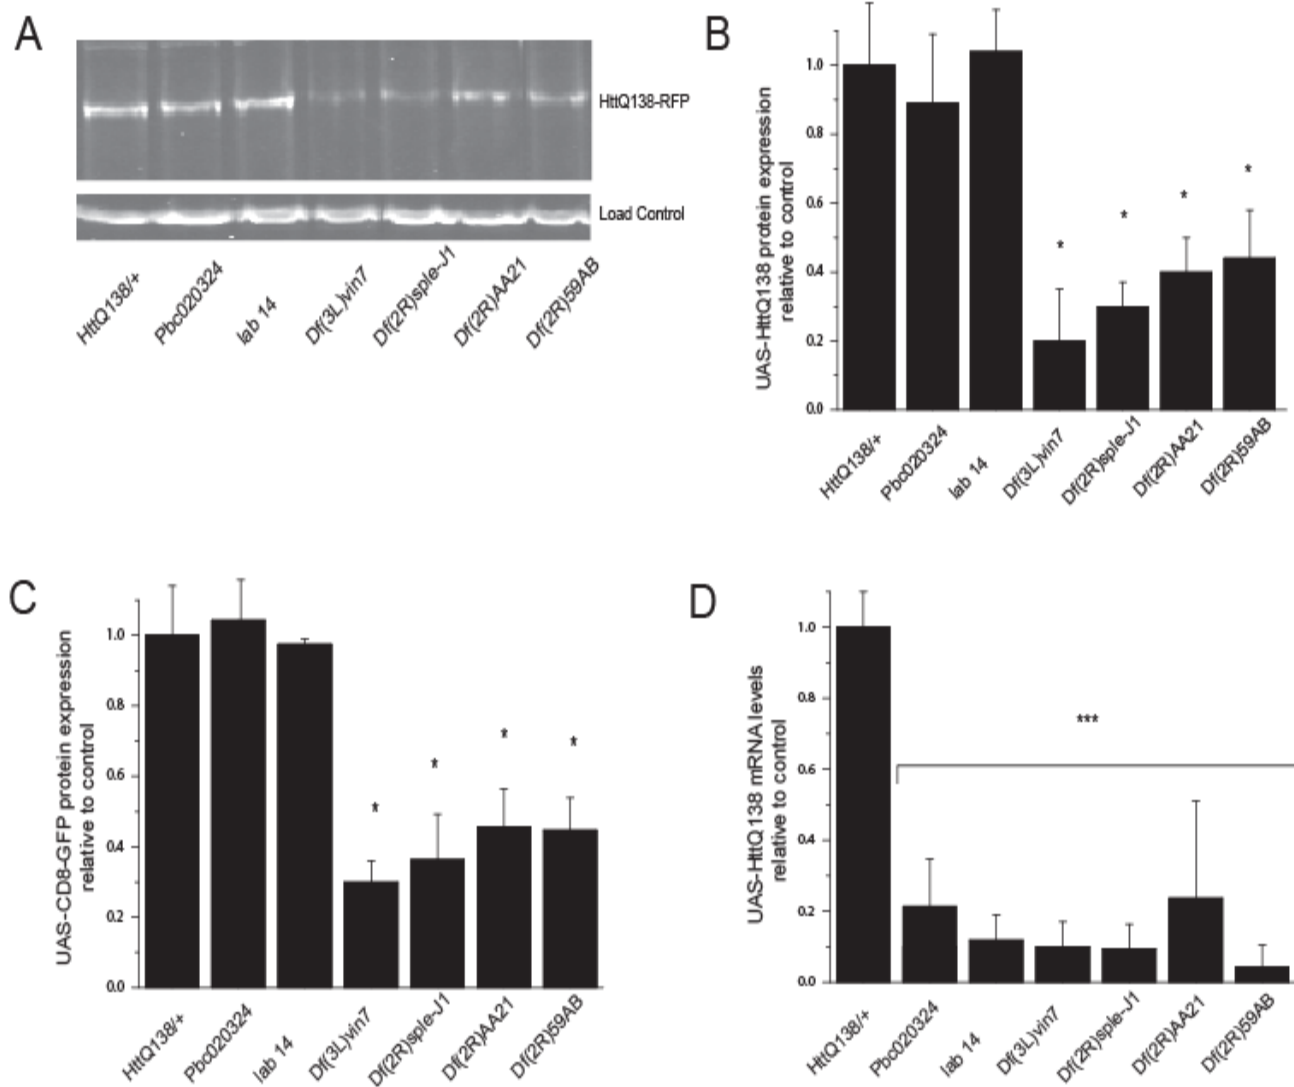 A
HttQ138-RFP
Load Control
HttQ138/+
Pbc020324
lab 14
Df(3L)vin7
Df(2R)sple-J1
Df(2R)AA21
Df(2R)59AB
B
UAS-HttQ138 protein expression
relative to control
1.0
0.8
0.6
0.4
0.2
0.0
*
*
*
*
HttQ138/+
Pbc020324
lab 14
Df(3L)vin7
Df(2R)sple-J1
Df(2R)AA21
Df(2R)59AB
C
UAS-CD8-GFP protein expression
relative to control
1.0
0.8
0.6
0.4
0.2
0.0
*
*
*
*
HttQ138/+
Pbc020324
lab 14
Df(3L)vin7
Df(2R)sple-J1
Df(2R)AA21
Df(2R)59AB
D
UAS-HttQ138 mRNA levels
relative to control
1.0
0.8
0.6
0.4
0.2
0.0
***
HttQ138/+
Pbc020324
lab 14
Df(3L)vin7
Df(2R)sple-J1
Df(2R)AA21
Df(2R)59AB